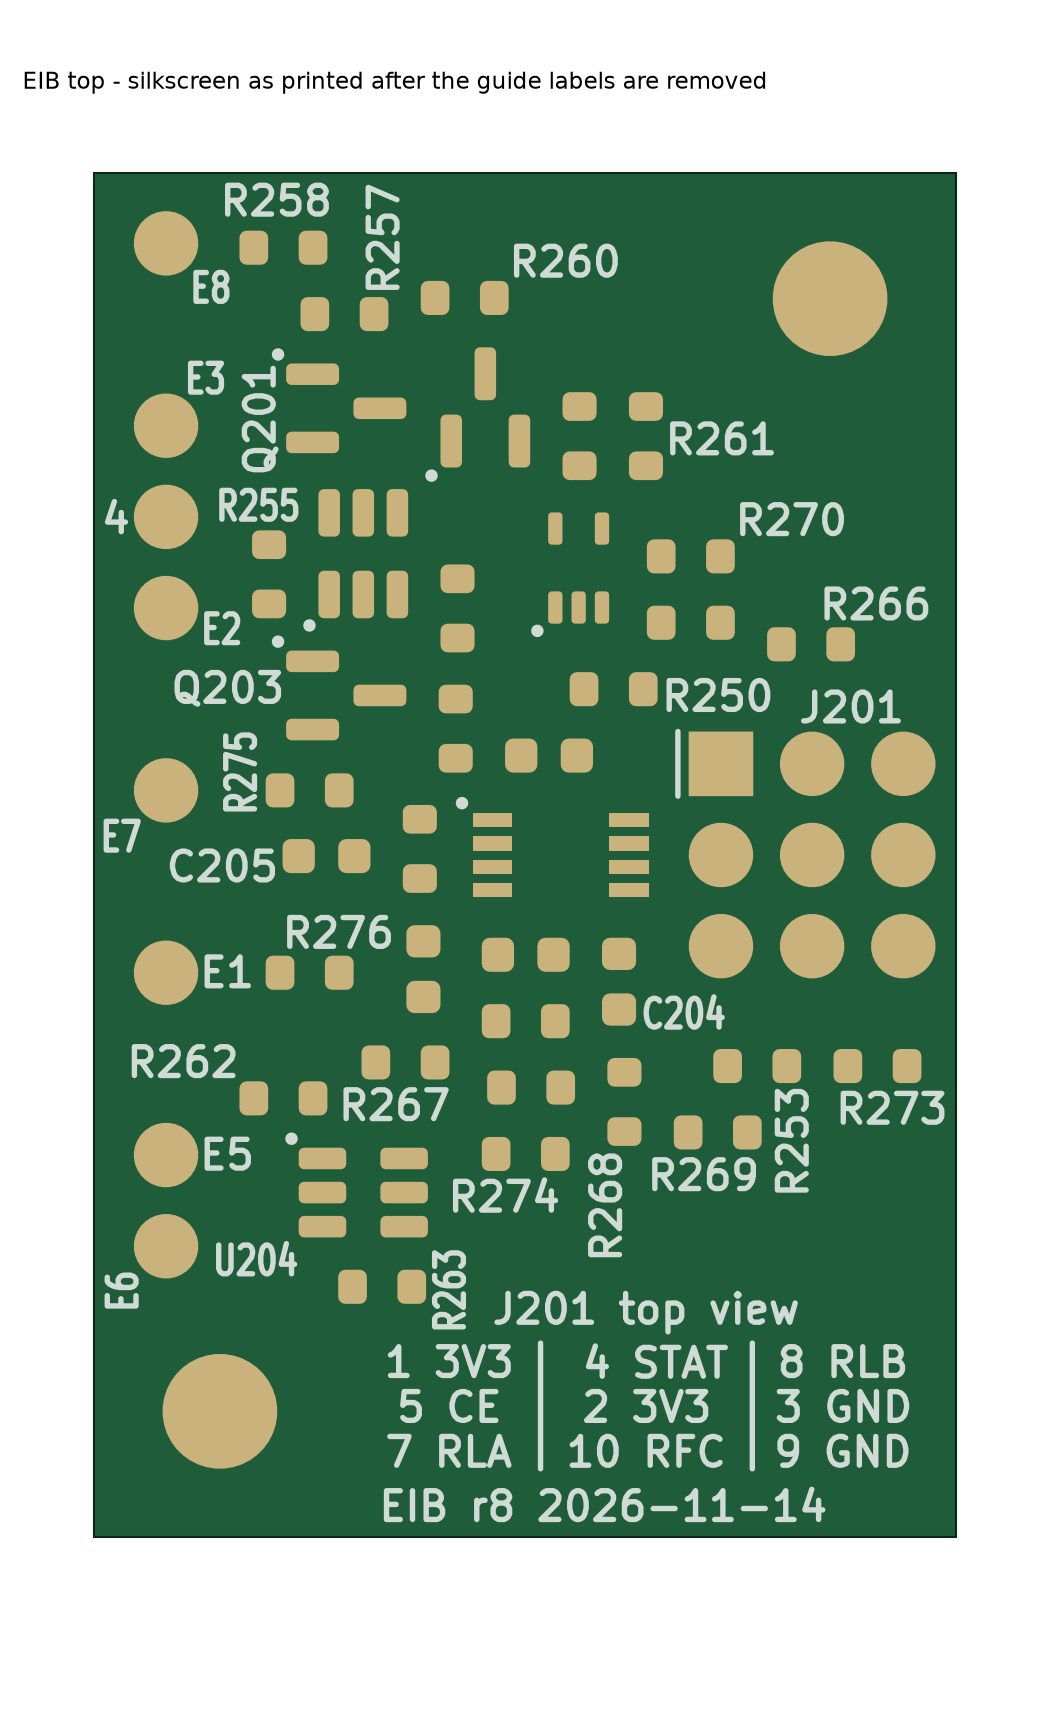 EIB top - silkscreen as printed after the guide labels are removed
R258
R257
R260
E8
E3
Q201
R261
R255
4
R270
E2
R266
Q203
R250
J201
R275
E7
C205
R276
E1
C204
R262
R267
R253
R273
E5
R268
R269
R274
U204
E6
R263
J201 top view
1 3V3 4 STAT 8 RLB
5 CE 2 3V3 3 GND
7 RLA 10 RFC 9 GND
EIB r8 2026-11-14